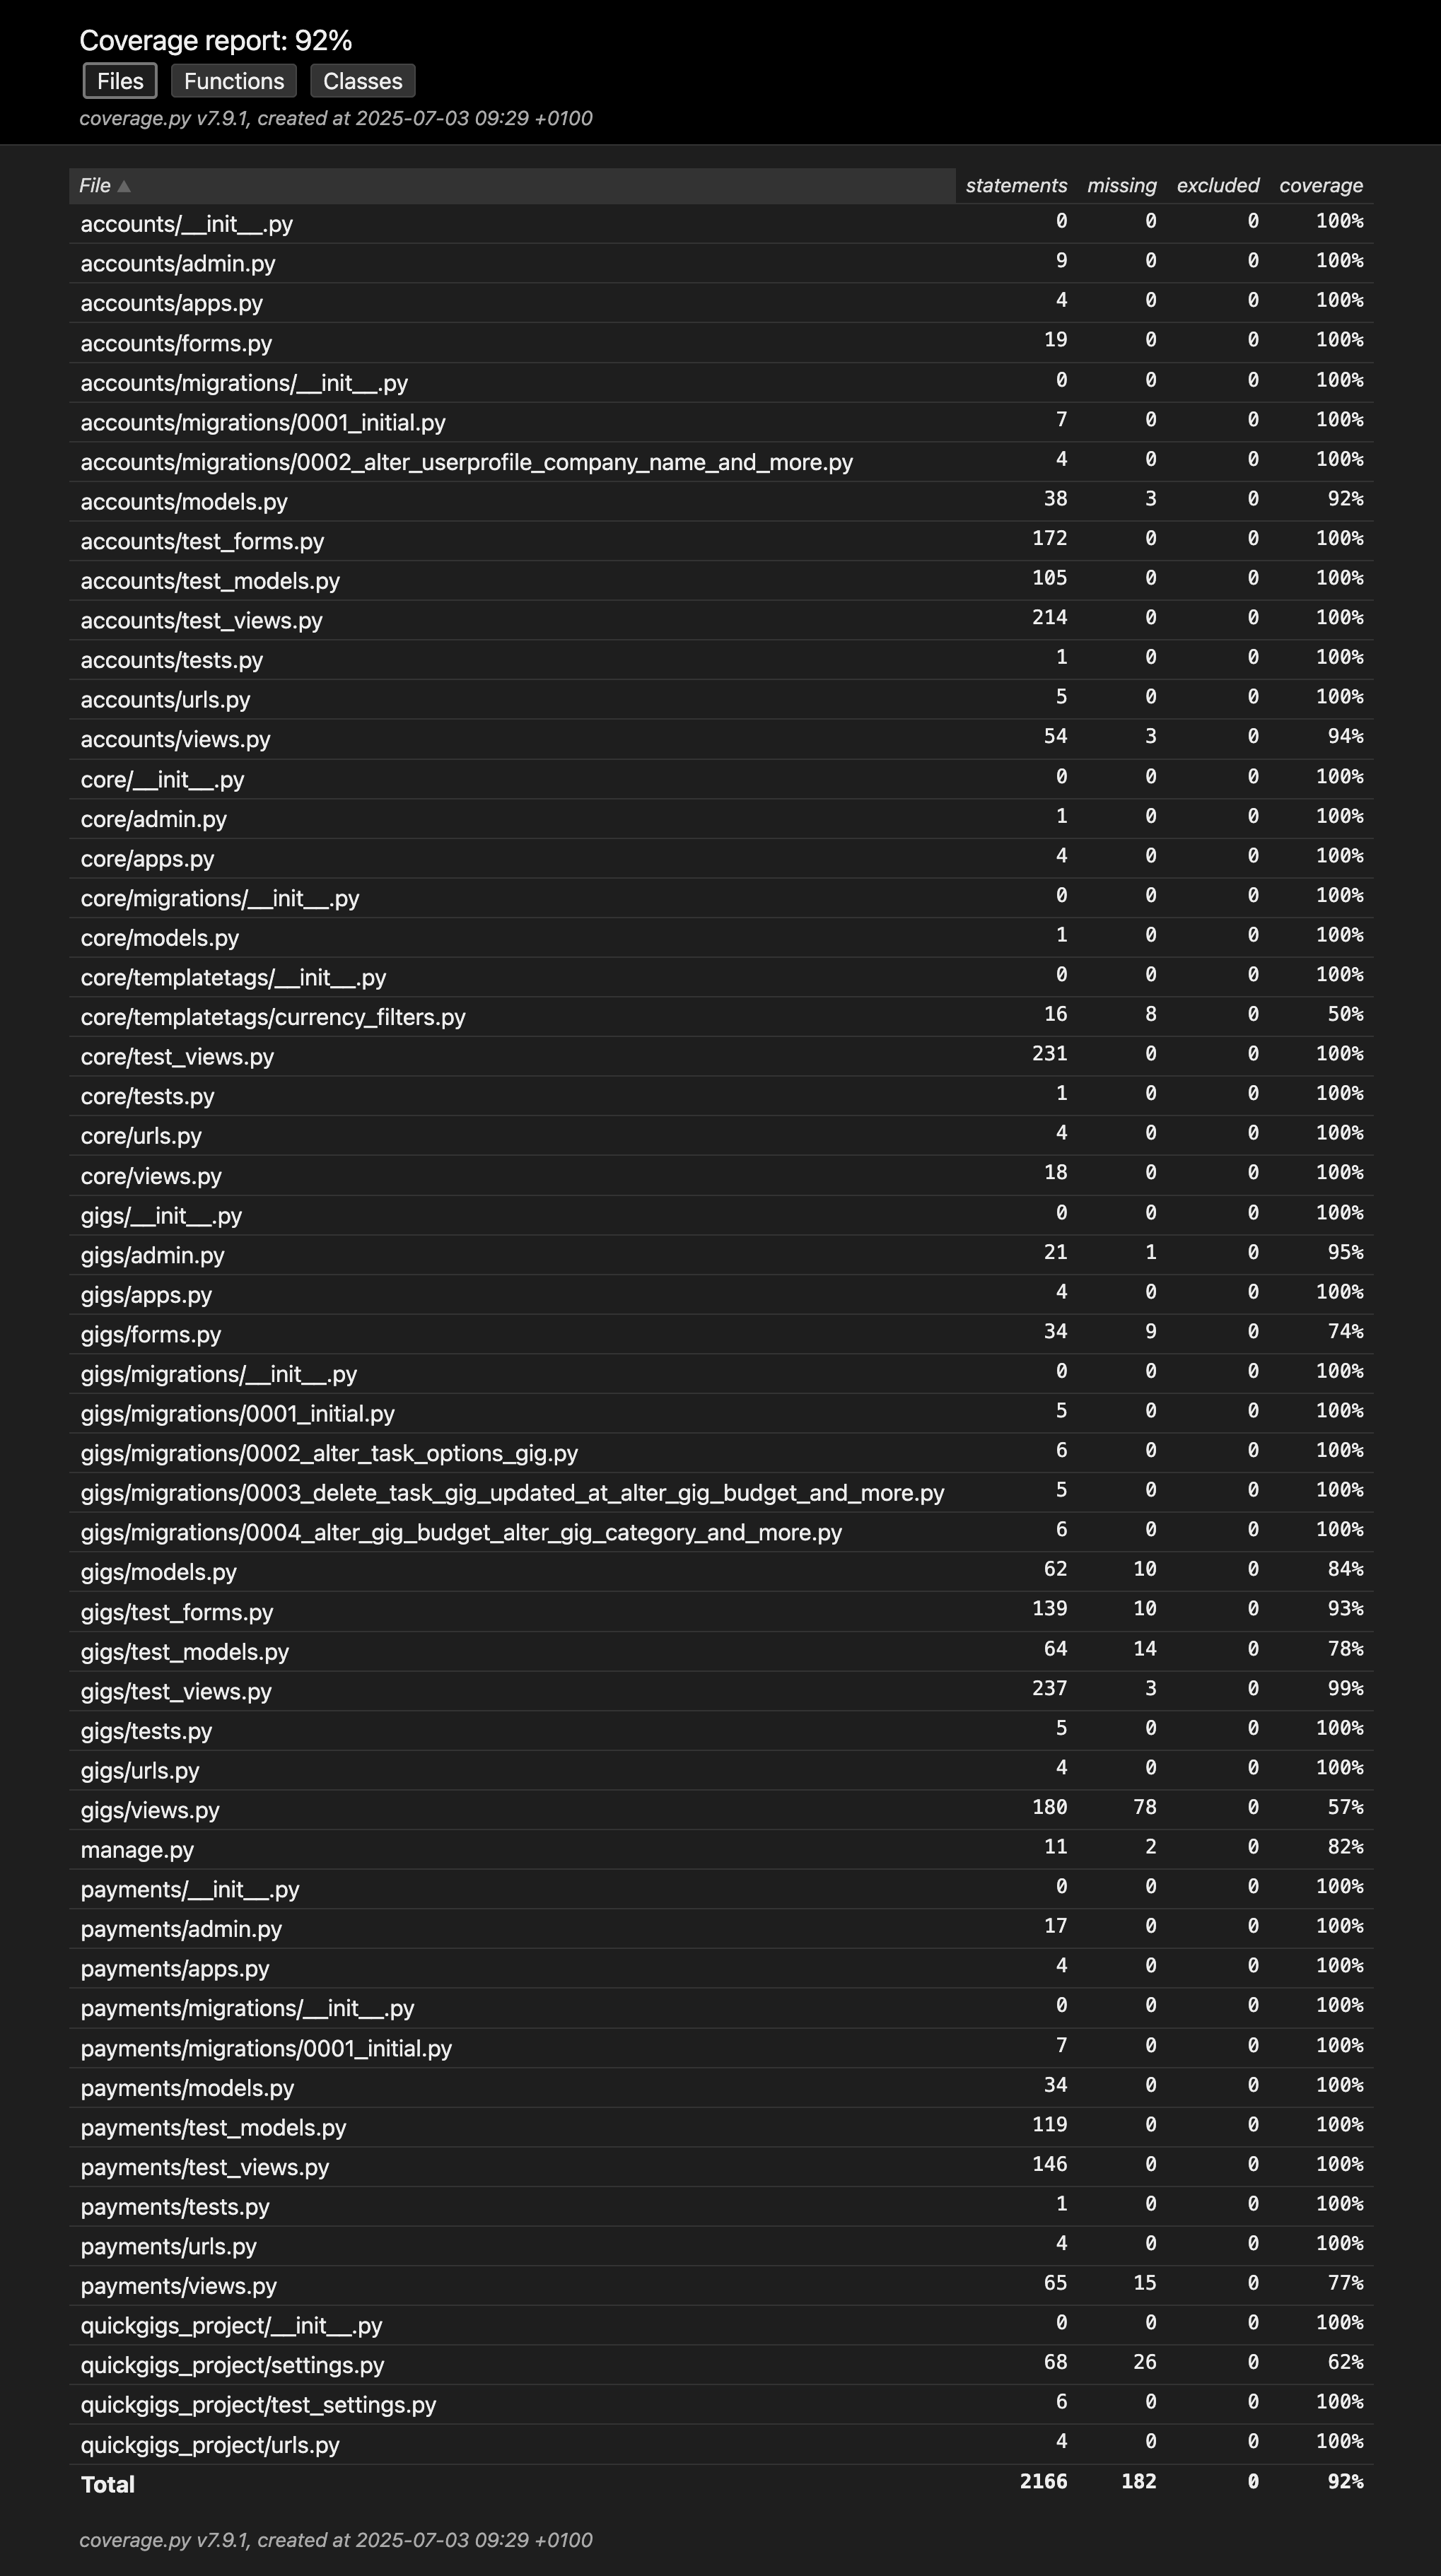 Coverage report: 92%
Files Functions Classes
coverage.py v7.9.1, created at 2025-07-03 09:29 +0100
File ▲ statements missing excluded coverage
accounts/__init__.py 0 0 0 100%
accounts/admin.py 9 0 0 100%
accounts/apps.py 4 0 0 100%
accounts/forms.py 19 0 0 100%
accounts/migrations/__init__.py 0 0 0 100%
accounts/migrations/0001_initial.py 7 0 0 100%
accounts/migrations/0002_alter_userprofile_company_name_and_more.py 4 0 0 100%
accounts/models.py 38 3 0 92%
accounts/test_forms.py 172 0 0 100%
accounts/test_models.py 105 0 0 100%
accounts/test_views.py 214 0 0 100%
accounts/tests.py 1 0 0 100%
accounts/urls.py 5 0 0 100%
accounts/views.py 54 3 0 94%
core/__init__.py 0 0 0 100%
core/admin.py 1 0 0 100%
core/apps.py 4 0 0 100%
core/migrations/__init__.py 0 0 0 100%
core/models.py 1 0 0 100%
core/templatetags/__init__.py 0 0 0 100%
core/templatetags/currency_filters.py 16 8 0 50%
core/test_views.py 231 0 0 100%
core/tests.py 1 0 0 100%
core/urls.py 4 0 0 100%
core/views.py 18 0 0 100%
gigs/__init__.py 0 0 0 100%
gigs/admin.py 21 1 0 95%
gigs/apps.py 4 0 0 100%
gigs/forms.py 34 9 0 74%
gigs/migrations/__init__.py 0 0 0 100%
gigs/migrations/0001_initial.py 5 0 0 100%
gigs/migrations/0002_alter_task_options_gig.py 6 0 0 100%
gigs/migrations/0003_delete_task_gig_updated_at_alter_gig_budget_and_more.py 5 0 0 100%
gigs/migrations/0004_alter_gig_budget_alter_gig_category_and_more.py 6 0 0 100%
gigs/models.py 62 10 0 84%
gigs/test_forms.py 139 10 0 93%
gigs/test_models.py 64 14 0 78%
gigs/test_views.py 237 3 0 99%
gigs/tests.py 5 0 0 100%
gigs/urls.py 4 0 0 100%
gigs/views.py 180 78 0 57%
manage.py 11 2 0 82%
payments/__init__.py 0 0 0 100%
payments/admin.py 17 0 0 100%
payments/apps.py 4 0 0 100%
payments/migrations/__init__.py 0 0 0 100%
payments/migrations/0001_initial.py 7 0 0 100%
payments/models.py 34 0 0 100%
payments/test_models.py 119 0 0 100%
payments/test_views.py 146 0 0 100%
payments/tests.py 1 0 0 100%
payments/urls.py 4 0 0 100%
payments/views.py 65 15 0 77%
quickgigs_project/__init__.py 0 0 0 100%
quickgigs_project/settings.py 68 26 0 62%
quickgigs_project/test_settings.py 6 0 0 100%
quickgigs_project/urls.py 4 0 0 100%
Total 2166 182 0 92%
coverage.py v7.9.1, created at 2025-07-03 09:29 +0100